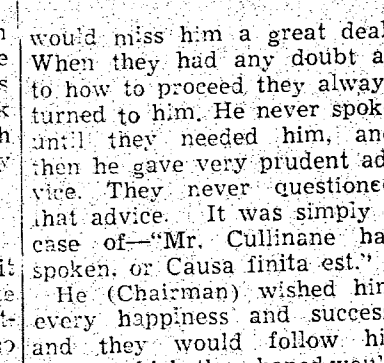 would miss him a great deal
When they had any doubt a
to how to proceed they alway
turned to him. He never spok
until they needed him, an
then he gave very prudent ad
vice. They never questione
that advice. It was simply
case of—"Mr. Cullinane ha
spoken, or Causa finita est."
He (Chairman) wished him
every happiness and succes
and they would follow hi